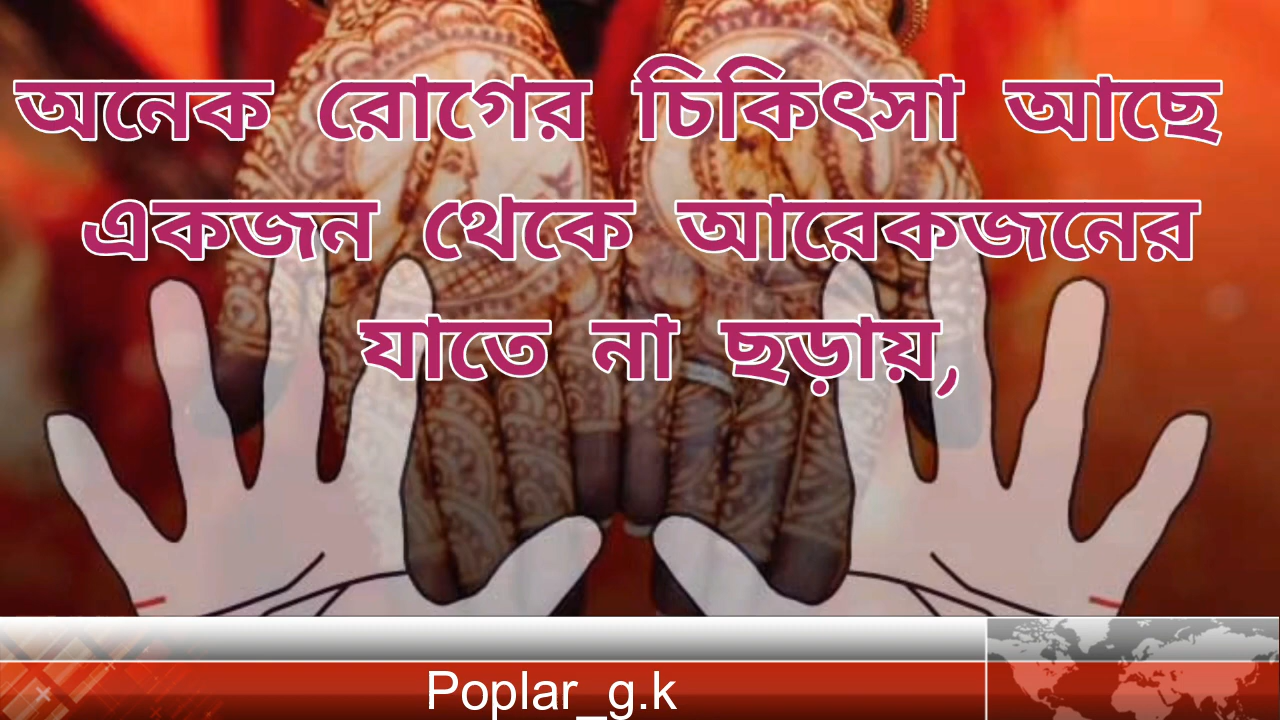 অনেক রোগের চিকিৎসা আছে
একজন থেকে আরেকজনের
যাতে না ছড়ায়,
Poplar_g.k